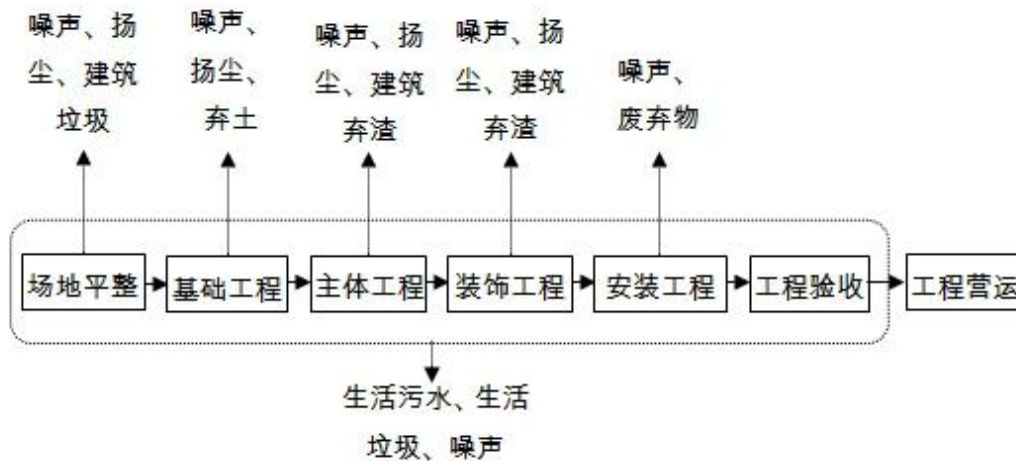 噪声、扬
尘、建筑
垃圾
噪声、
扬尘、
弃土
噪声、扬
尘、建筑
弃渣
噪声、扬
尘、建筑
弃渣
噪声、
废弃物
场地平整
基础工程
主体工程
装饰工程
安装工程
工程验收
工程营运
生活污水、生活
垃圾、噪声